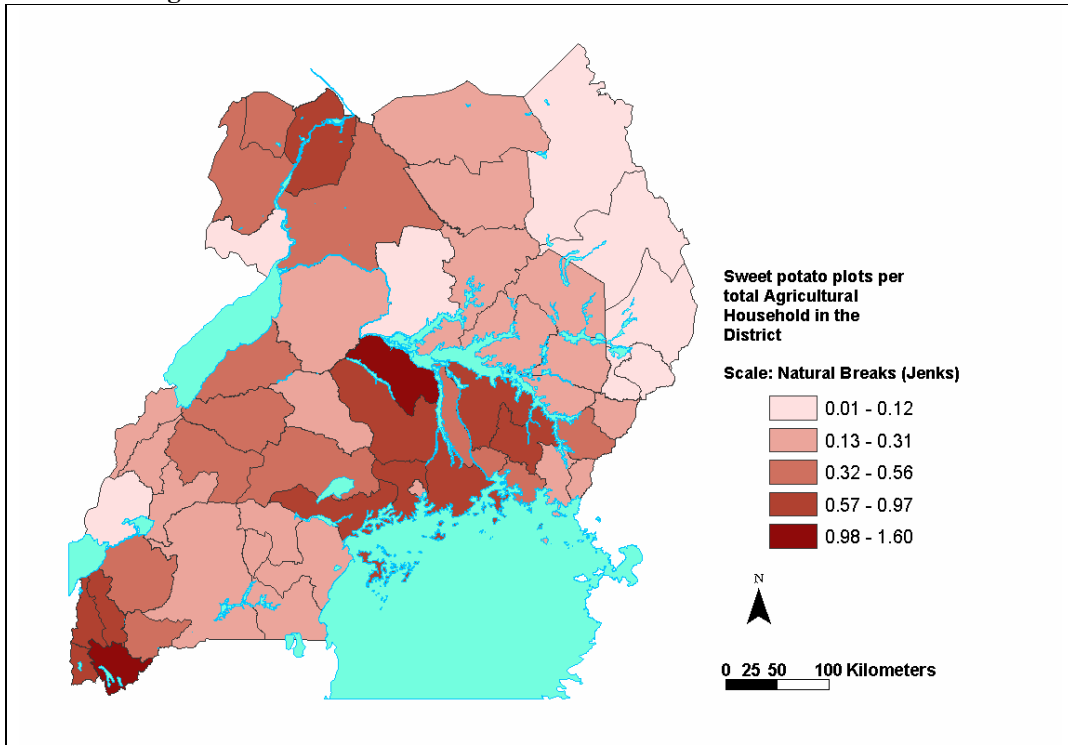 Sweet potato plots per
total Agricultural
Household in the
District
Scale: Natural Breaks (Jenks)
0.01 - 0.12
0.13 - 0.31
0.32 - 0.56
0.57 - 0.97
0.98 - 1.60
N
0 25 50 100 Kilometers